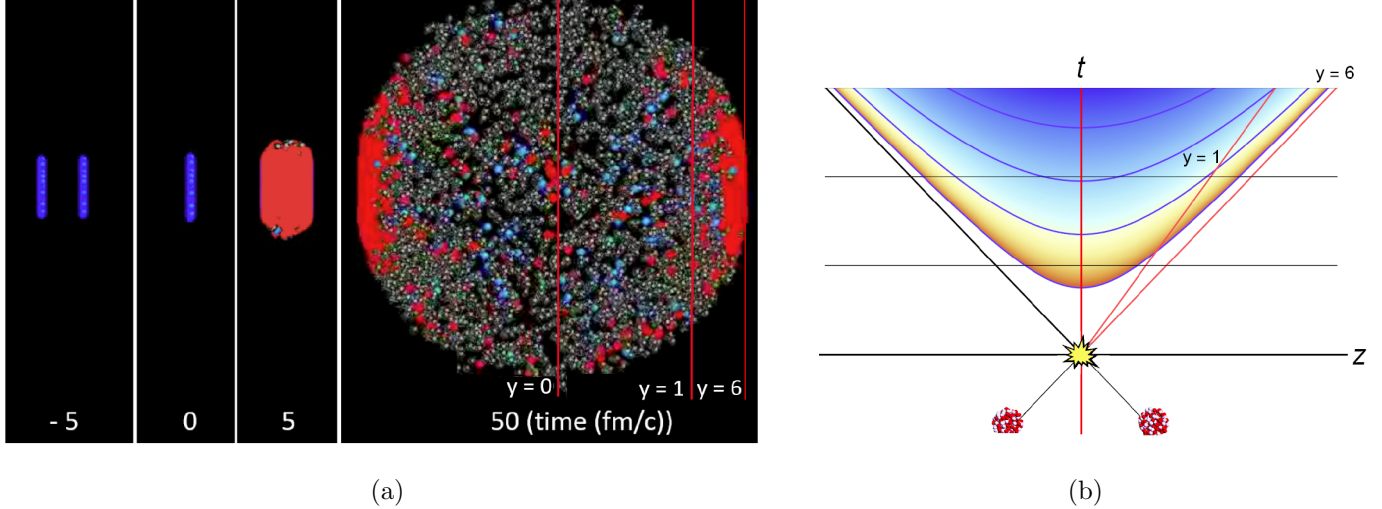 y = 0
y = 1
y = 6
- 5
0
5
50 (time (fm/c))
(a)
t
y = 6
y = 1
z
(b)